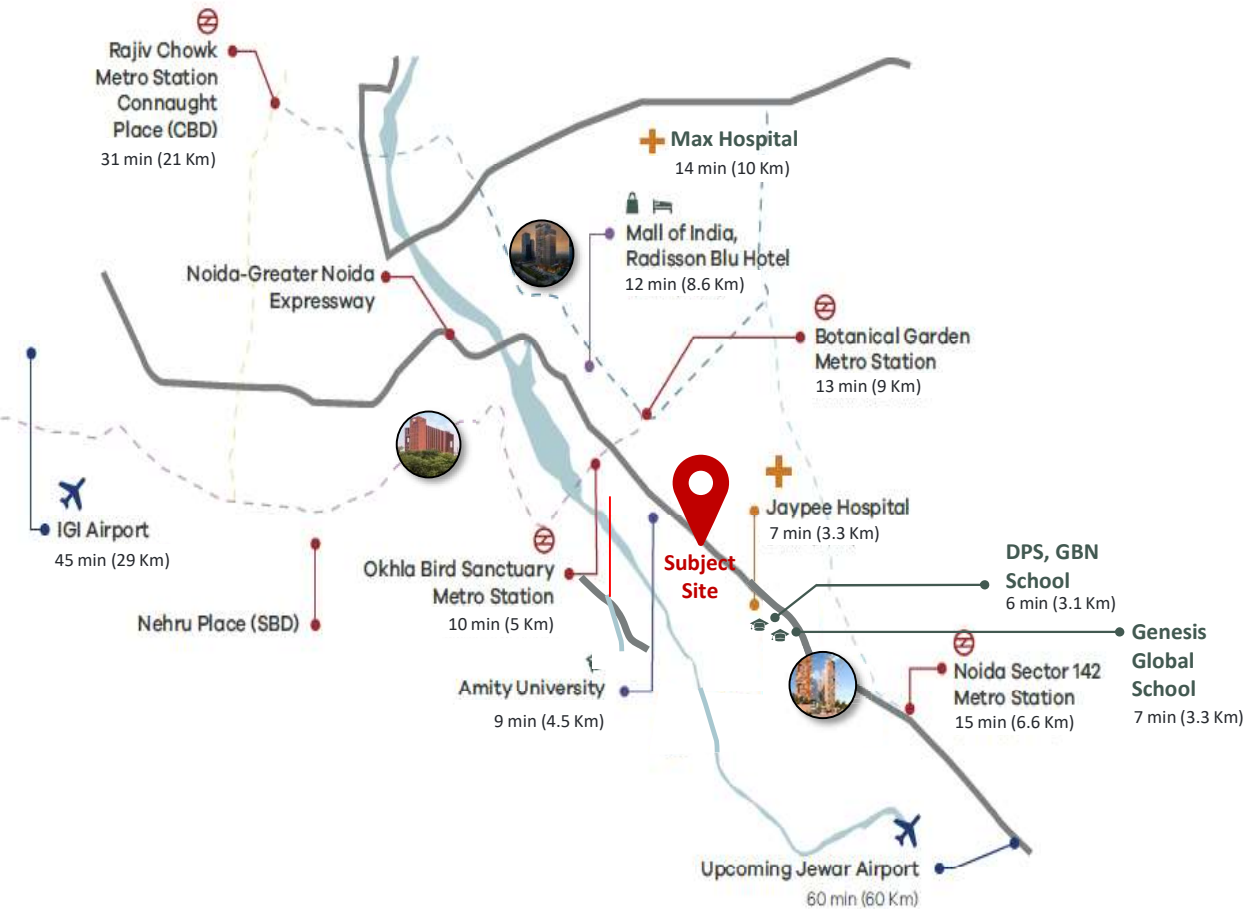 Rajiv Chowk
Metro Station
Connaught
Place (CBD)
31 min (21 Km)
Max Hospital
14 min (10 Km)
Mall of India,
Radisson Blu Hotel
12 min (8.6 Km)
Noida-Greater Noida
Expressway
Botanical Garden
Metro Station
13 min (9 Km)
IGI Airport
45 min (29 Km)
Jaypee Hospital
7 min (3.3 Km)
Subject
Site
DPS, GBN
School
6 min (3.1 Km)
Okhla Bird Sanctuary
Metro Station
10 min (5 Km)
Nehru Place (SBD)
Genesis
Global
School
7 min (3.3 Km)
Noida Sector 142
Metro Station
15 min (6.6 Km)
Amity University
9 min (4.5 Km)
Upcoming Jewar Airport
60 min (60 Km)